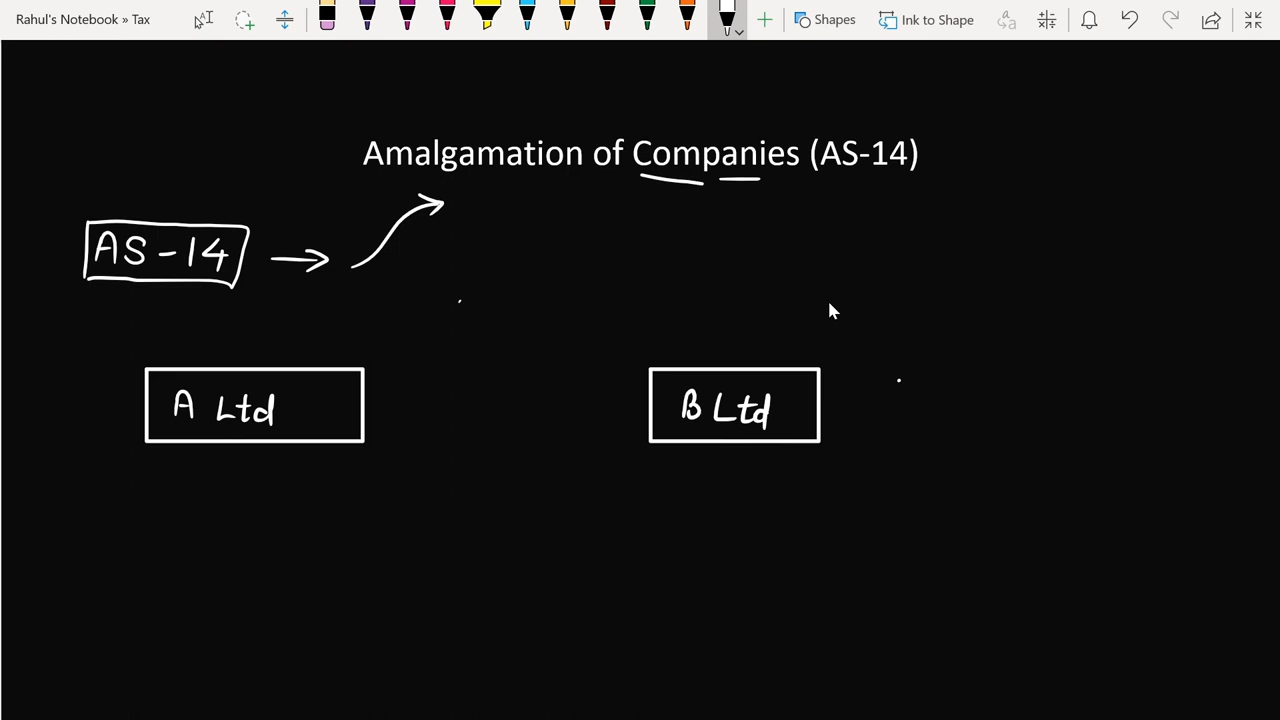 Rahul's Notebook » Tax
Shapes
Ink to Shape
Amalgamation of Companies (AS-14)
AS-14
A Ltd
B Ltd